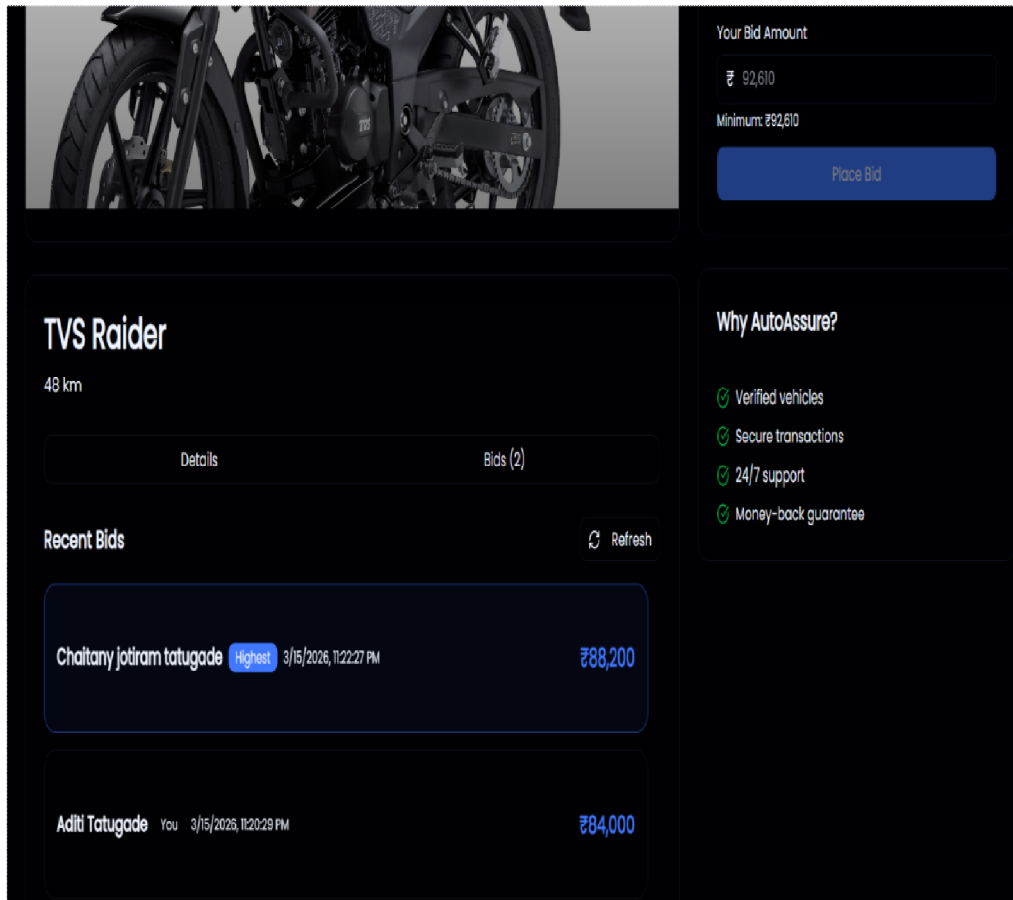 TVS
Your Bid Amount
₹ 92,610
Minimum: ₹92,610
Place Bid
TVS Raider
48 km
Details
Bids (2)
Recent Bids
Refresh
Chaitany jotiram tatugade Highest 3/15/2026, 11:22:27 PM ₹88,200
Aditi Tatugade You 3/15/2026, 11:20:29 PM ₹84,000
Why AutoAssure?
Verified vehicles
Secure transactions
24/7 support
Money-back guarantee